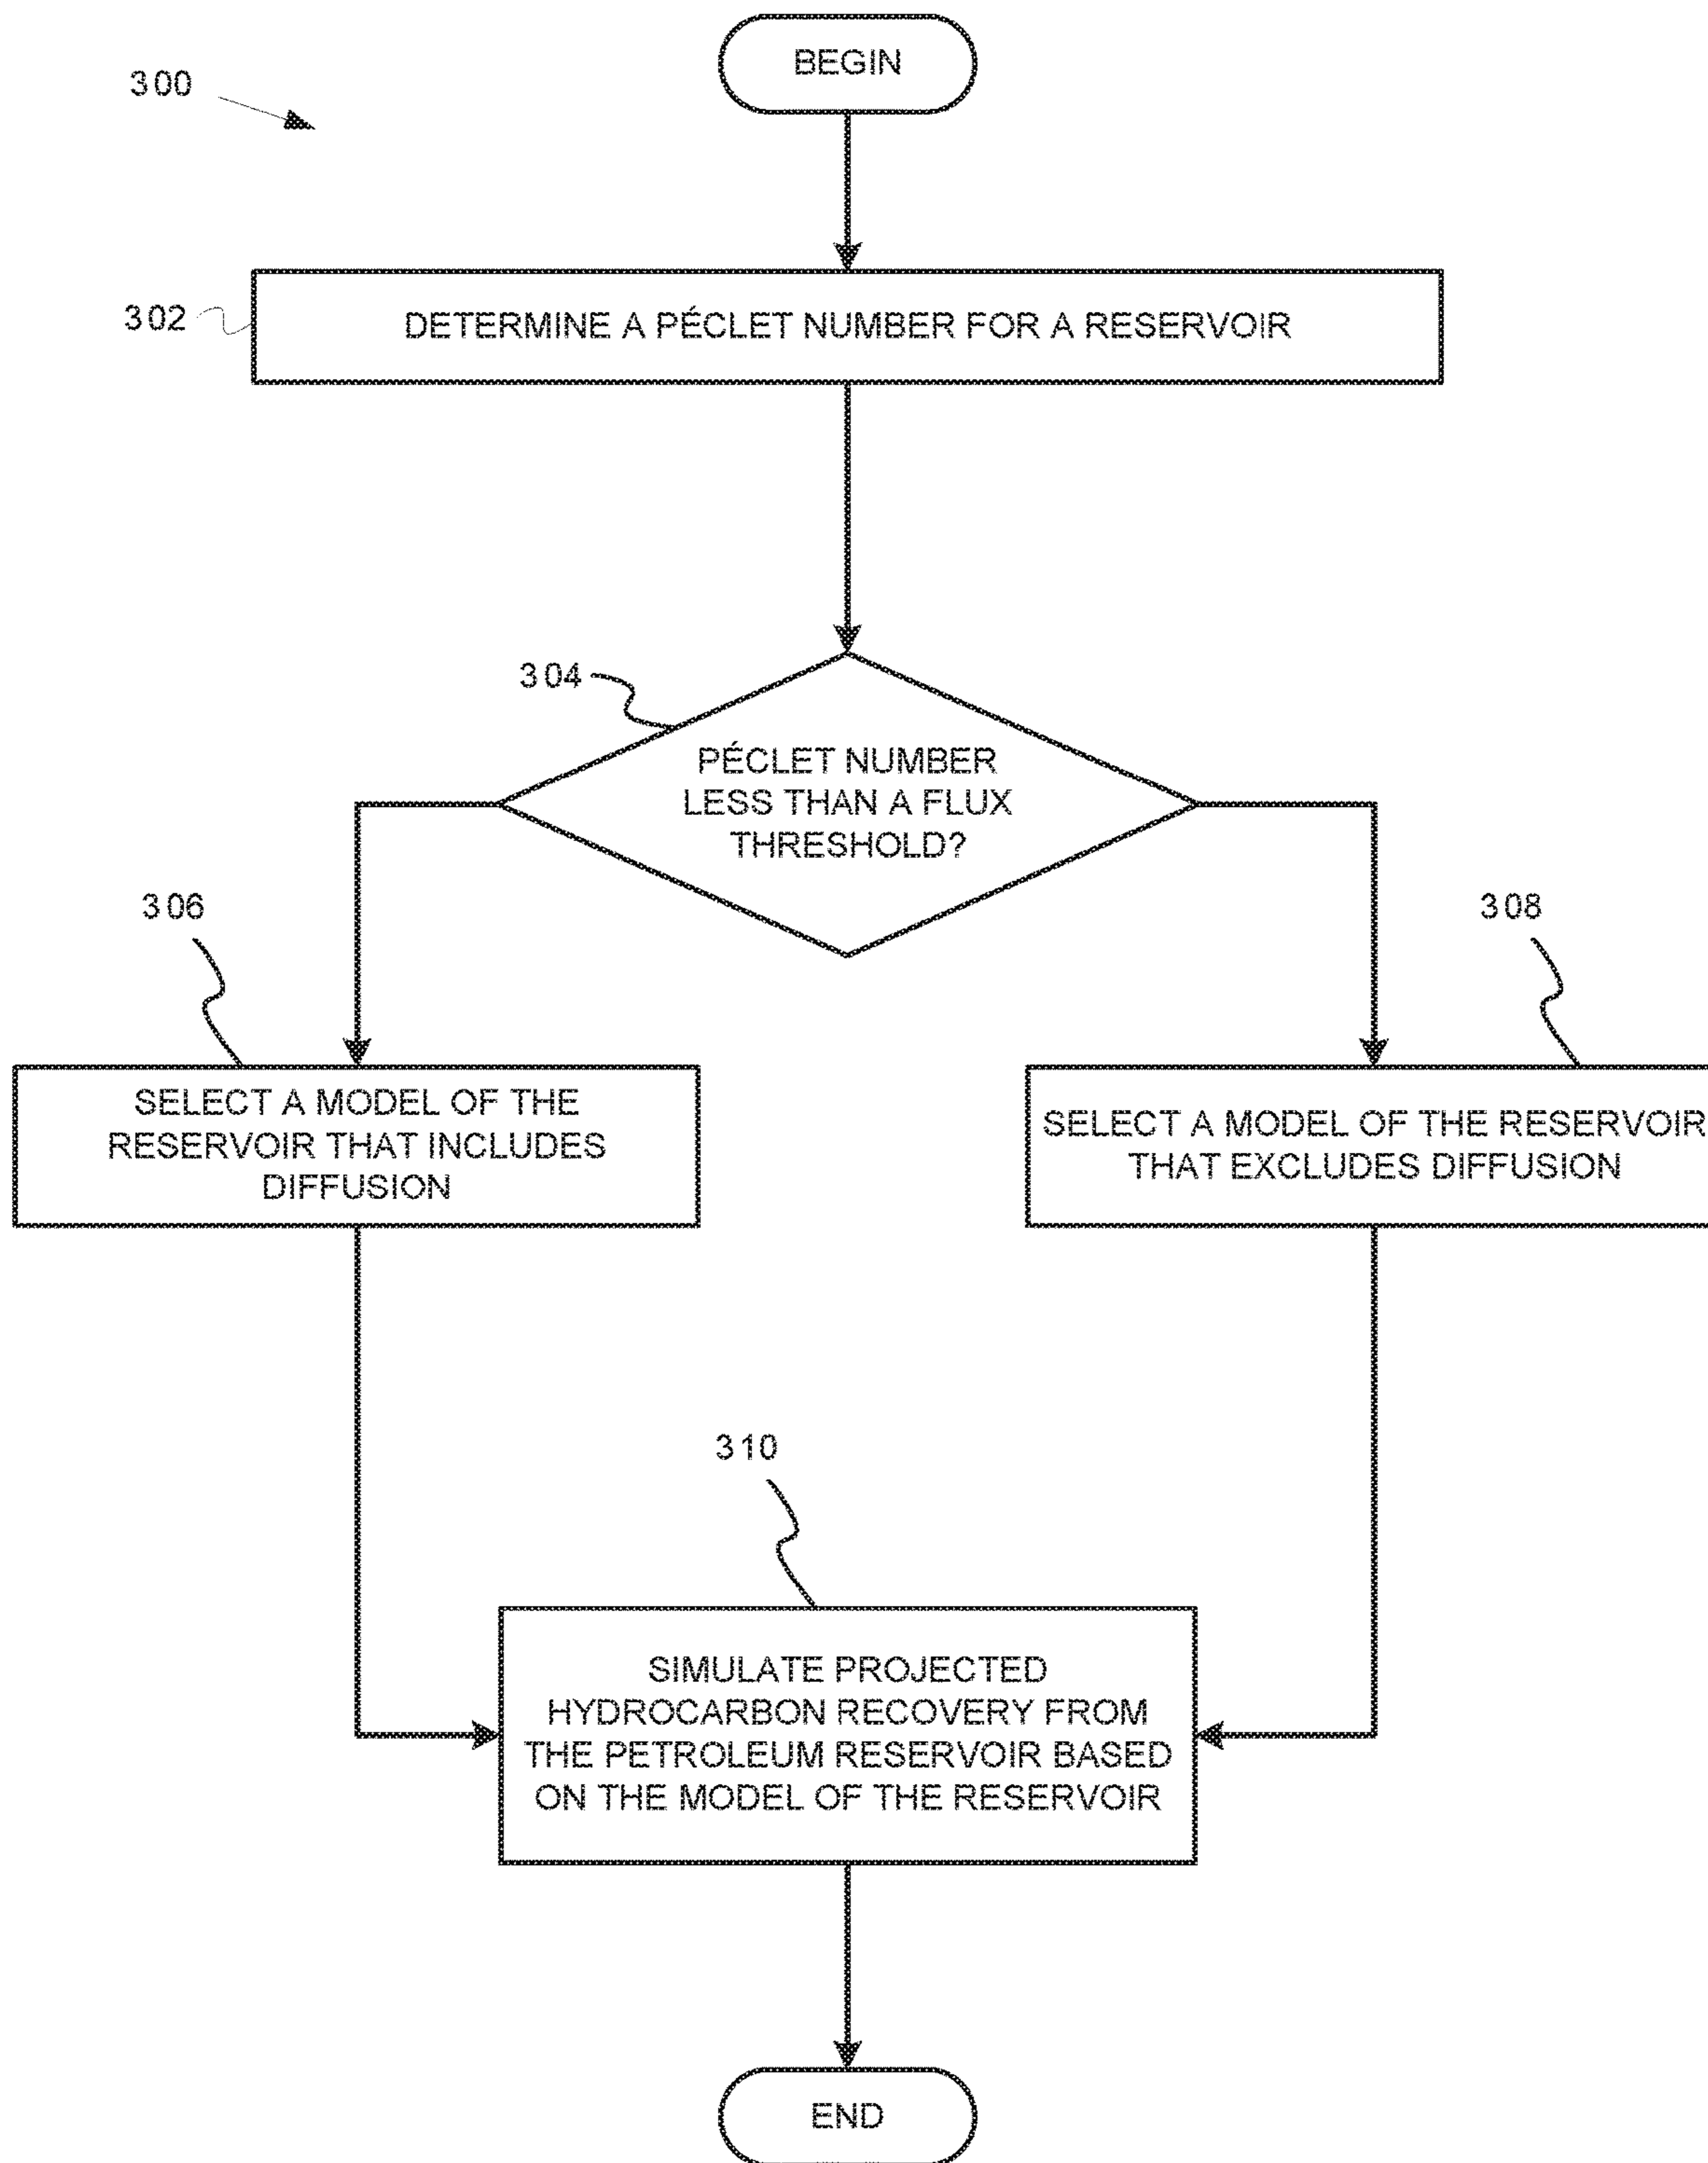 BEGIN
300
302
DETERMINE A PÉCLET NUMBER FOR A RESERVOIR
304
PÉCLET NUMBER
LESS THAN A FLUX
THRESHOLD?
306
308
SELECT A MODEL OF THE
RESERVOIR THAT INCLUDES
DIFFUSION
SELECT A MODEL OF THE RESERVOIR
THAT EXCLUDES DIFFUSION
310
SIMULATE PROJECTED
HYDROCARBON RECOVERY FROM
THE PETROLEUM RESERVOIR BASED
ON THE MODEL OF THE RESERVOIR
END